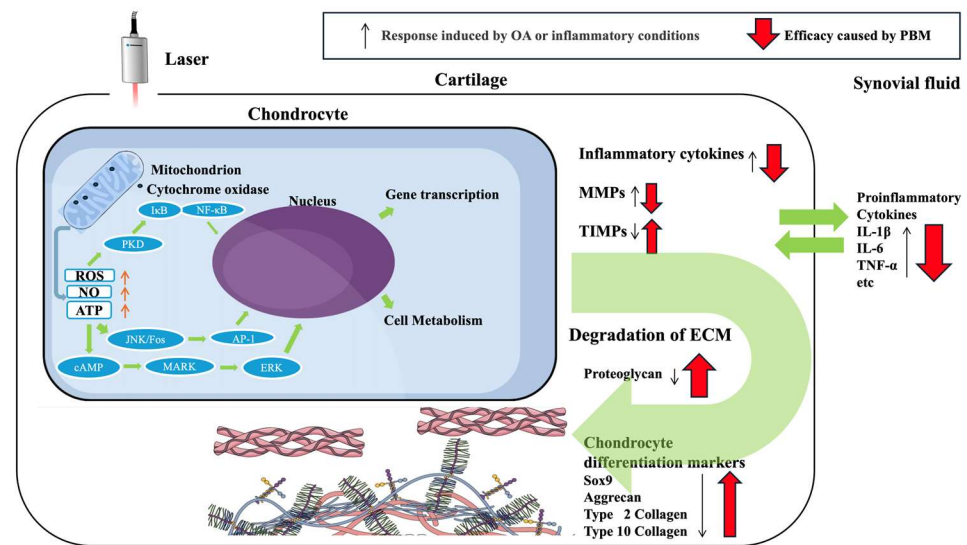 Laser
Response induced by OA or inflammatory conditions
Efficacy caused by PBM
Cartilage
Synovial fluid
Chondrocyte
Mitochondrion
Cytochrome oxidase
IκB
NF-κB
PKD
ROS
NO
ATP
JNK/Fos
AP-1
cAMP
MARK
ERK
Nucleus
Gene transcription
Cell Metabolism
Inflammatory cytokines
MMPs
TIMPs
Degradation of ECM
Proteoglycan
Chondrocyte
differentiation markers
Sox9
Aggrecan
Type 2 Collagen
Type 10 Collagen
Proinflammatory
Cytokines
IL-1β
IL-6
TNF-α
etc